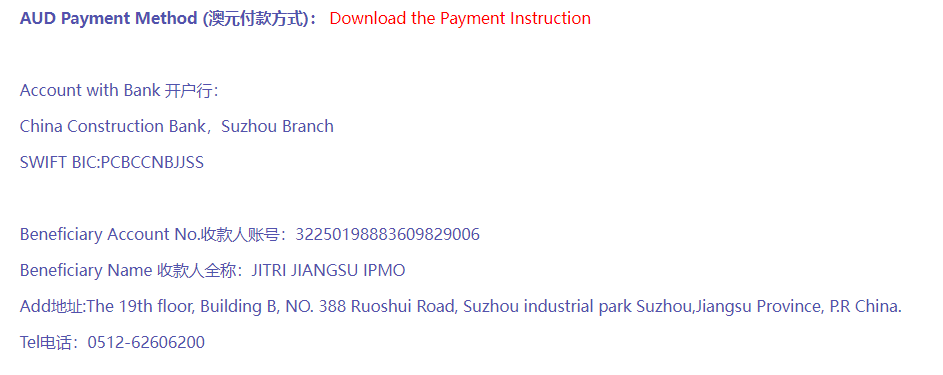 AUD Payment Method (澳元付款方式)： Download the Payment Instruction
Account with Bank 开户行：
China Construction Bank，Suzhou Branch
SWIFT BIC:PCBCCNBJJSS
Beneficiary Account No.收款人账号：32250198883609829006
Beneficiary Name 收款人全称：JITRI JIANGSU IPMO
Add地址:The 19th floor, Building B, NO. 388 Ruoshui Road, Suzhou industrial park Suzhou,Jiangsu Province, P.R China.
Tel电话：0512-62606200